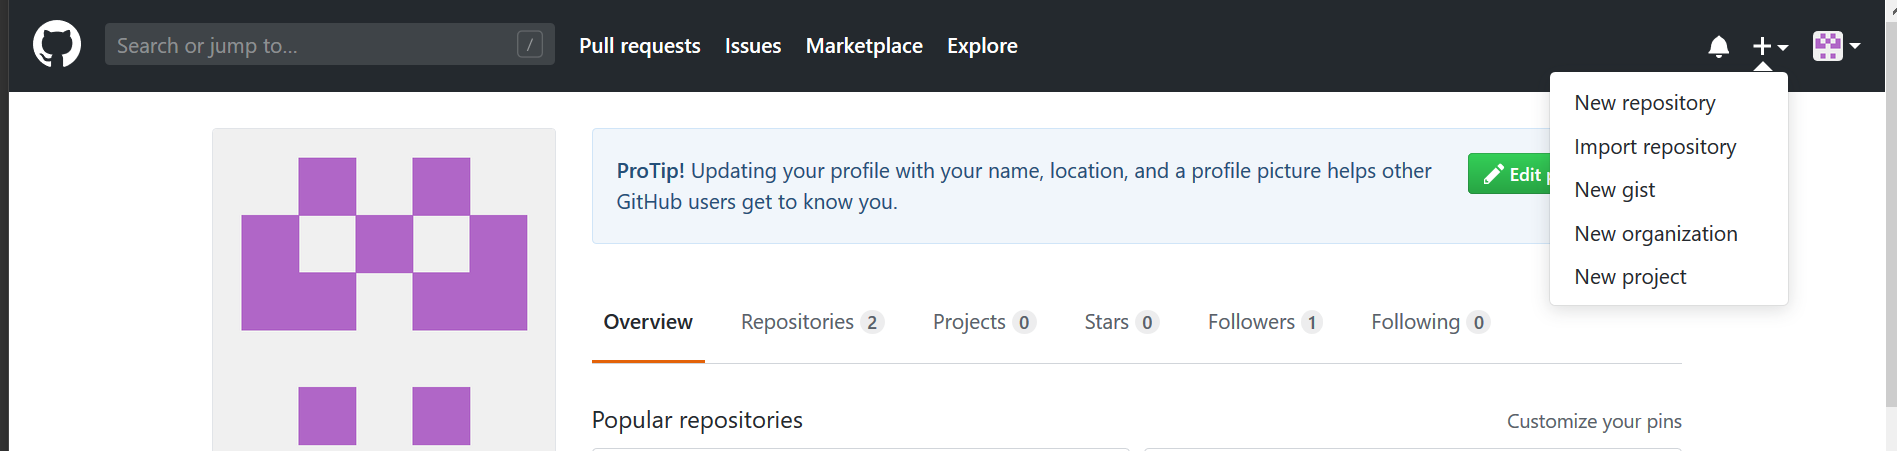 Search or jump to... /
Pull requests Issues Marketplace Explore
New repository
Import repository
New gist
New organization
New project
ProTip! Updating your profile with your name, location, and a profile picture helps other
GitHub users get to know you.
Edit
Overview Repositories 2 Projects 0 Stars 0 Followers 1 Following 0
Popular repositories
Customize your pins